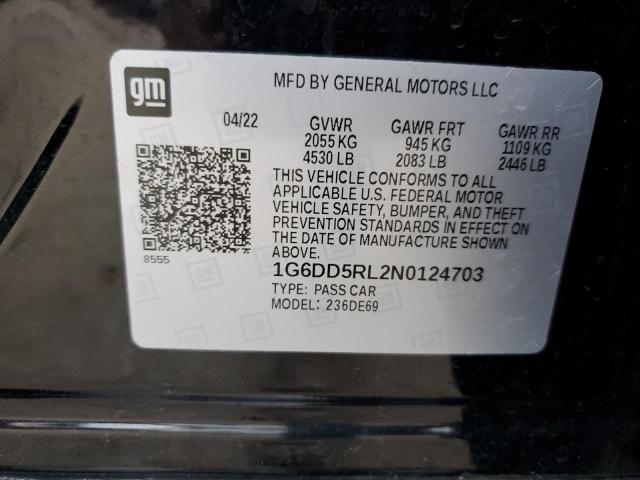 gm
MFD BY GENERAL MOTORS LLC
04/22 GVWR GAWR FRT GAWR RR
2055 KG 945 KG 1109 KG
4530 LB 2083 LB 2446 LB
THIS VEHICLE CONFORMS TO ALL
APPLICABLE U.S. FEDERAL MOTOR
VEHICLE SAFETY, BUMPER, AND THEFT
PREVENTION STANDARDS IN EFFECT ON
THE DATE OF MANUFACTURE SHOWN
ABOVE.
8555
1G6DD5RL2N0124703
TYPE: PASS CAR
MODEL: 236DE69